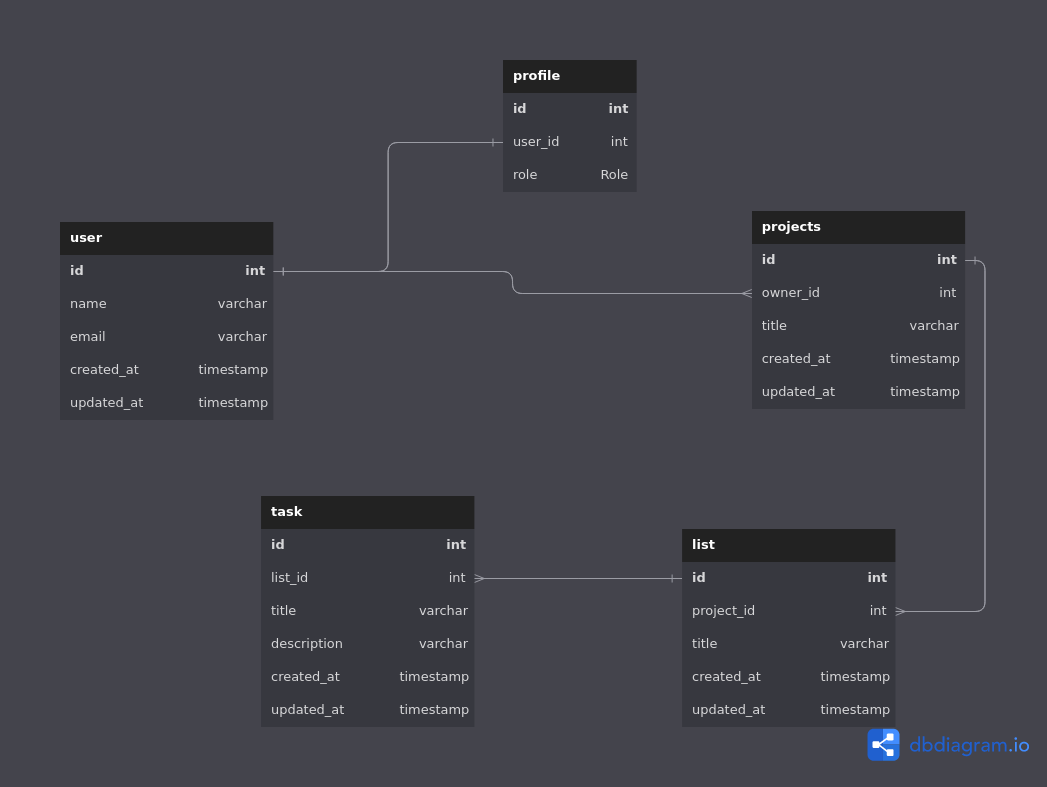 profile
id int
user_id int
role Role
user
id int
name varchar
email varchar
created_at timestamp
updated_at timestamp
projects
id int
owner_id int
title varchar
created_at timestamp
updated_at timestamp
task
id int
list_id int
title varchar
description varchar
created_at timestamp
updated_at timestamp
list
id int
project_id int
title varchar
created_at timestamp
updated_at timestamp
dbdiagram.io